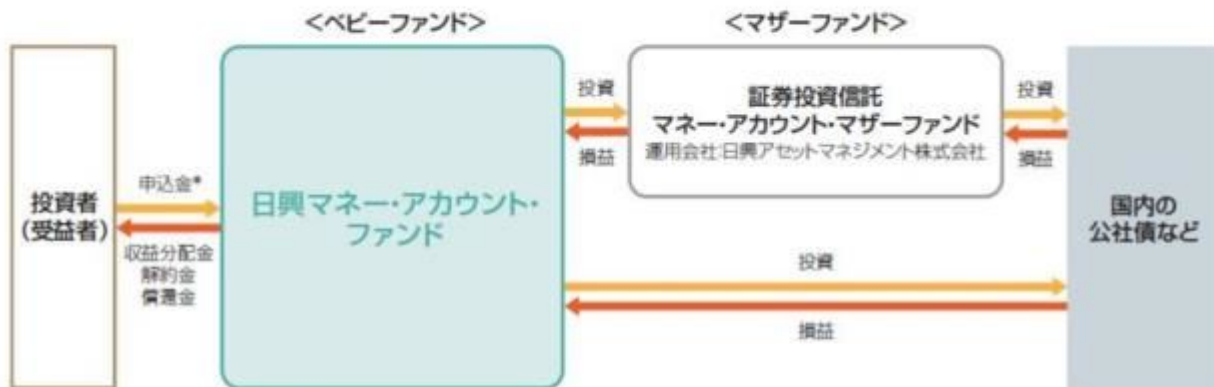 <ベビーファンド>
<マザーファンド>
投資者
(受益者)
申込金*
収益分配金
解約金
償還金
日興マネー・アカウント・
ファンド
投資
損益
証券投資信託
マネー・アカウント・マザーファンド
運用会社:日興アセットマネジメント株式会社
投資
損益
投資
損益
国内の
公社債など